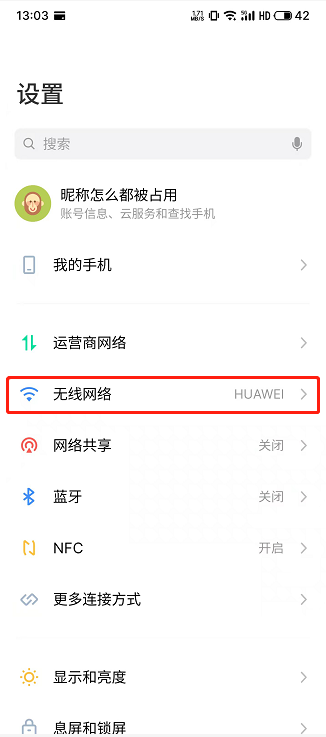 13:03
1.71 MB/S 5G HD 42
设置
搜索
昵称怎么都被占用
账号信息、云服务和查找手机
我的手机
运营商网络
无线网络 HUAWEI
网络共享 关闭
蓝牙 关闭
NFC 开启
更多连接方式
显示和亮度
息屏和锁屏